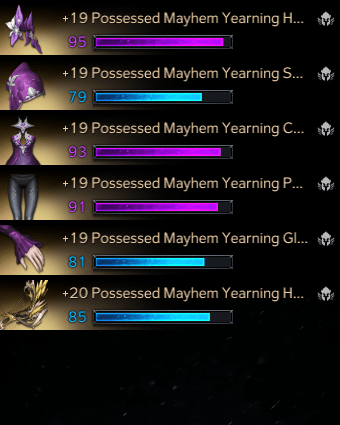 +19 Possessed Mayhem Yearning H...
95
+19 Possessed Mayhem Yearning S...
79
+19 Possessed Mayhem Yearning C...
93
+19 Possessed Mayhem Yearning P...
91
+19 Possessed Mayhem Yearning Gl...
81
+20 Possessed Mayhem Yearning H...
85